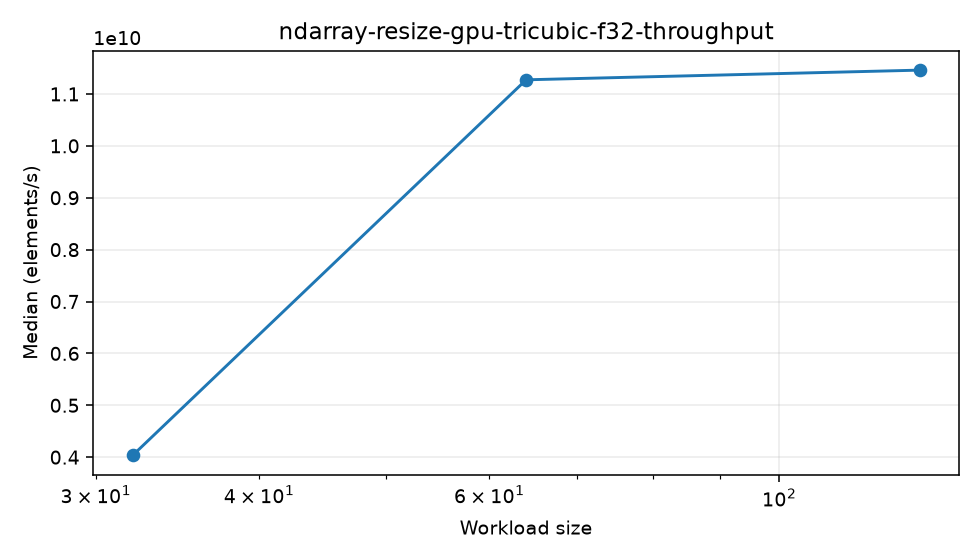 ndarray-resize-gpu-tricubic-f32-throughput
1e10
1.1
1.0
0.9
0.8
0.7
0.6
0.5
0.4
Median (elements/s)
3 × 10¹
4 × 10¹
6 × 10¹
10²
Workload size